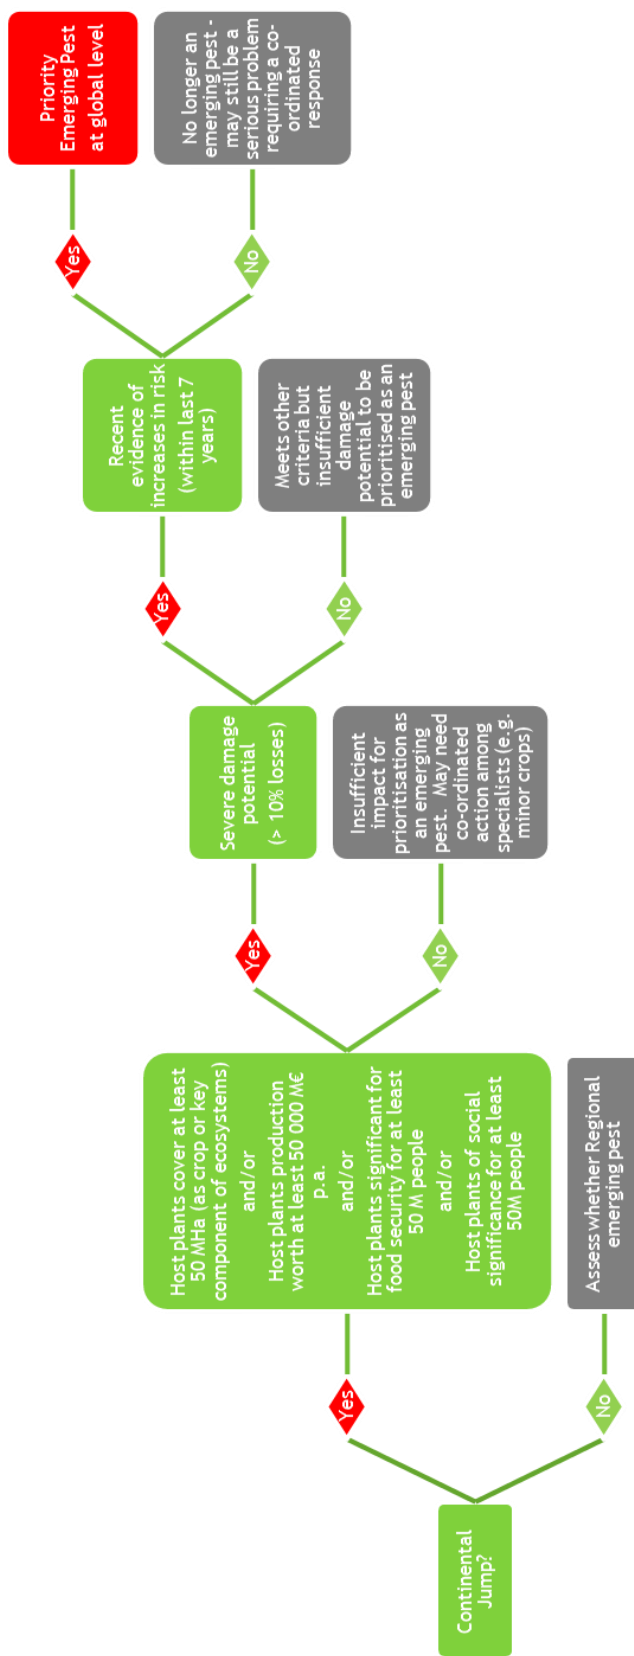 Continental
Jump?
Yes
No
Host plants cover at least
50 MHa (as crop or key
component of ecosystems)
and/or
Host plants production
worth at least 50 000 M€
p.a.
and/or
Host plants significant for
food security for at least
50 M people
and/or
Host plants of social
significance for at least
50M people
Assess whether Regional
emerging pest
Yes
No
Severe damage
potential
(> 10% losses)
Insufficient
impact for
prioritisation as
an emerging
pest. May need
co-ordinated
action among
specialists (e.g.
minor crops)
Yes
No
Recent
evidence of
increases in risk
(within last 7
years)
Meets other
criteria but
insufficient
damage
potential to be
prioritised as an
emerging pest
Yes
No
Priority
Emerging Pest
at global level
No longer an
emerging pest -
may still be a
serious problem
requiring a co-
ordinated
response